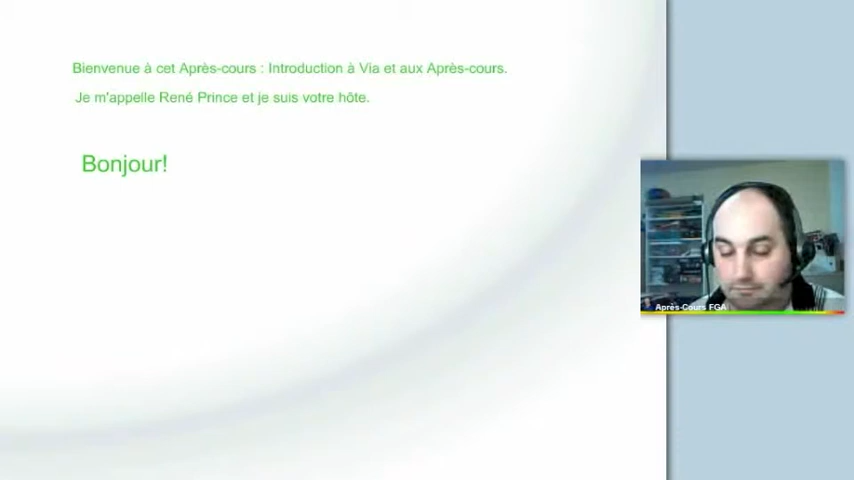 Bienvenue à cet Après-cours : Introduction à Via et aux Après-cours.
Je m'appelle René Prince et je suis votre hôte.
Bonjour!
Après-Cours FGA